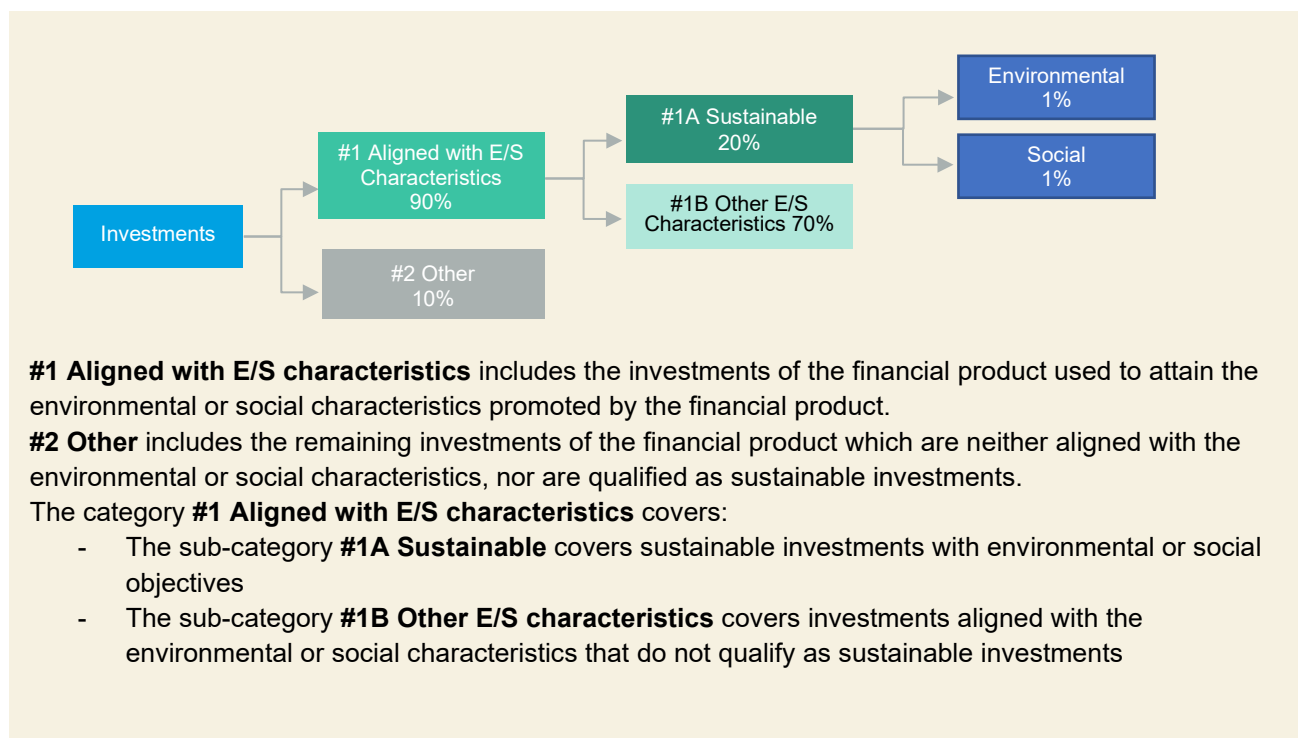 Environmental
1%
#1A Sustainable
20%
#1 Aligned with E/S
Characteristics
90%
Social
1%
#1B Other E/S
Characteristics 70%
Investments
#2 Other
10%
#1 Aligned with E/S characteristics includes the investments of the financial product used to attain the
environmental or social characteristics promoted by the financial product.
#2 Other includes the remaining investments of the financial product which are neither aligned with the
environmental or social characteristics, nor are qualified as sustainable investments.
The category #1 Aligned with E/S characteristics covers:
- The sub-category #1A Sustainable covers sustainable investments with environmental or social
objectives
- The sub-category #1B Other E/S characteristics covers investments aligned with the
environmental or social characteristics that do not qualify as sustainable investments